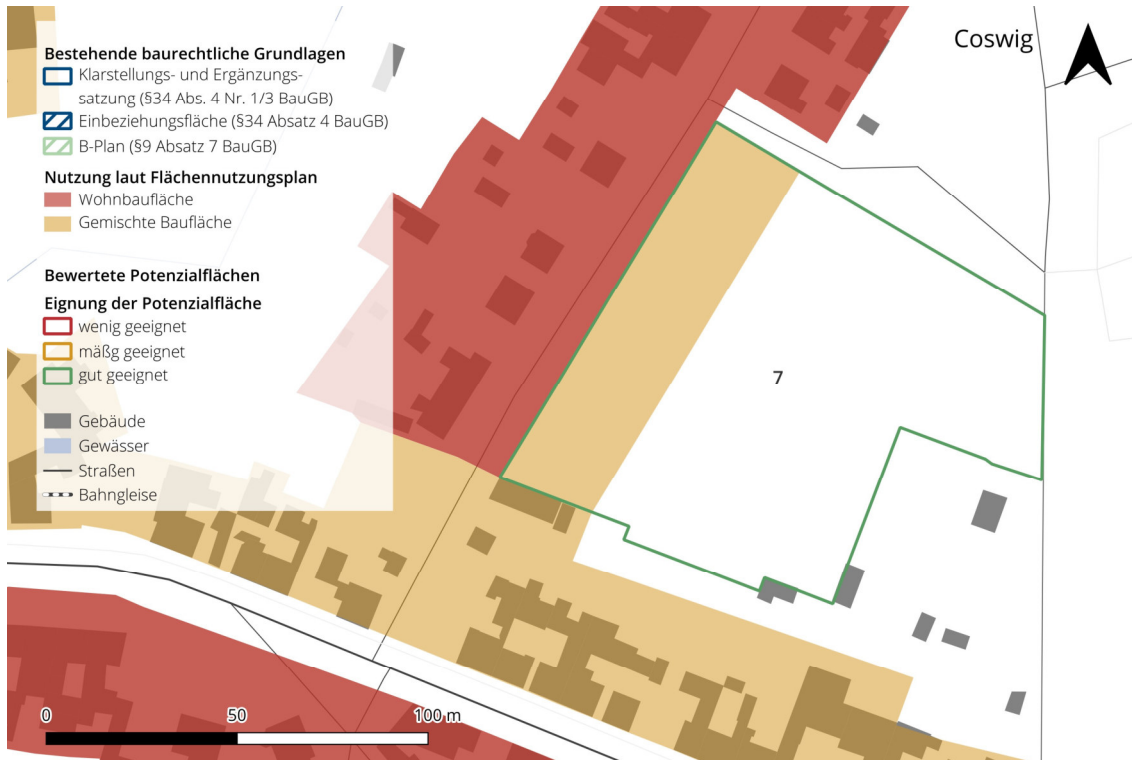 Coswig
Bestehende baurechtliche Grundlagen
Klarstellungs- und Ergänzungs-
satzung (§34 Abs. 4 Nr. 1/3 BauGB)
Einbeziehungsfläche (§34 Absatz 4 BauGB)
B-Plan (§9 Absatz 7 BauGB)
Nutzung laut Flächennutzungsplan
Wohnbaufläche
Gemischte Baufläche
Bewertete Potenzialflächen
Eignung der Potenzialfläche
wenig geeignet
mäßg geeignet
gut geeignet
Gebäude
Gewässer
Straßen
Bahngleise
7
0 50 100 m